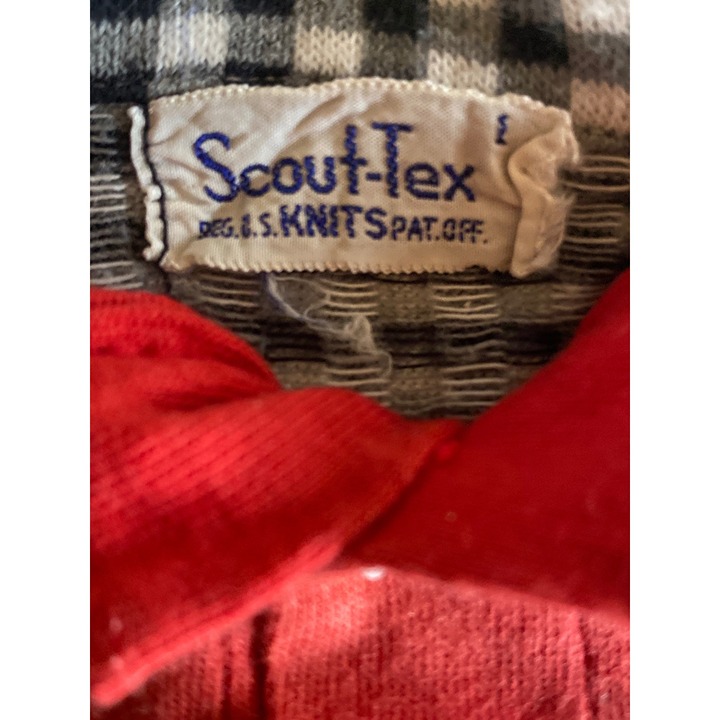 Scout-Tex
REG. U.S. KNITS PAT. OFF.